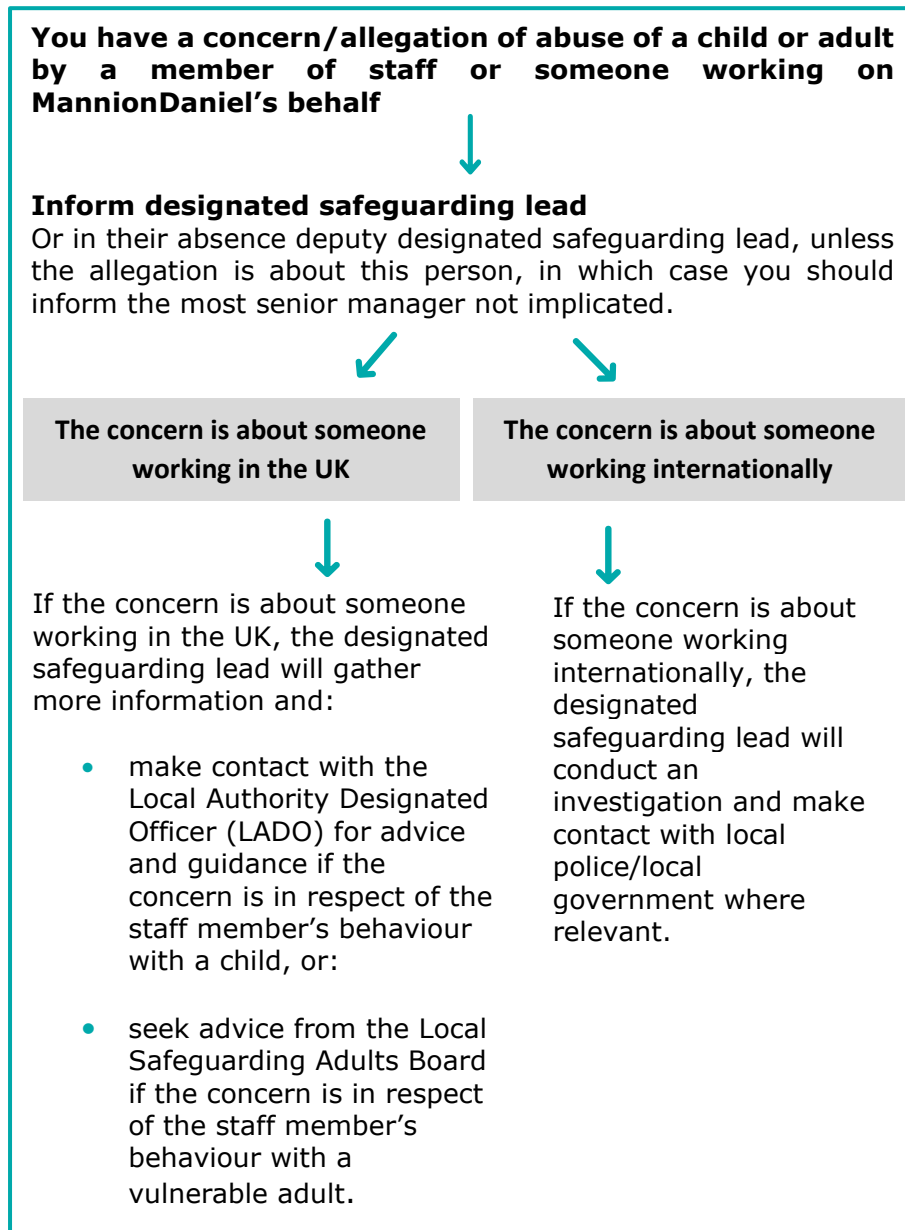 You have a concern/allegation of abuse of a child or adult
by a member of staff or someone working on
MannionDaniel’s behalf
Inform designated safeguarding lead
Or in their absence deputy designated safeguarding lead, unless
the allegation is about this person, in which case you should
inform the most senior manager not implicated.
The concern is about someone
working in the UK
The concern is about someone
working internationally
If the concern is about someone
working in the UK, the designated
safeguarding lead will gather
more information and:
• make contact with the
Local Authority Designated
Officer (LADO) for advice
and guidance if the
concern is in respect of the
staff member’s behaviour
with a child, or:
• seek advice from the Local
Safeguarding Adults Board
if the concern is in respect
of the staff member’s
behaviour with a
vulnerable adult.
If the concern is about
someone working
internationally, the
designated
safeguarding lead will
conduct an
investigation and make
contact with local
police/local
government where
relevant.